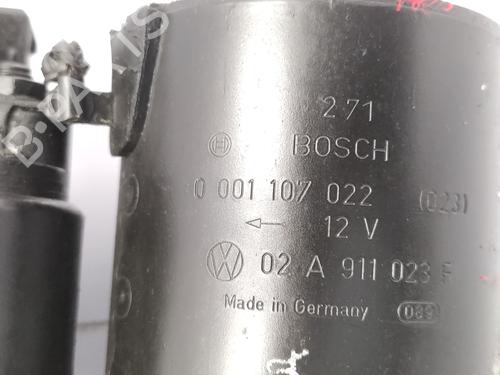 271
BOSCH
0 001 107 022 (023)
← 12 V
02 A 911 023 F
Made in Germany 039
B-PARTS